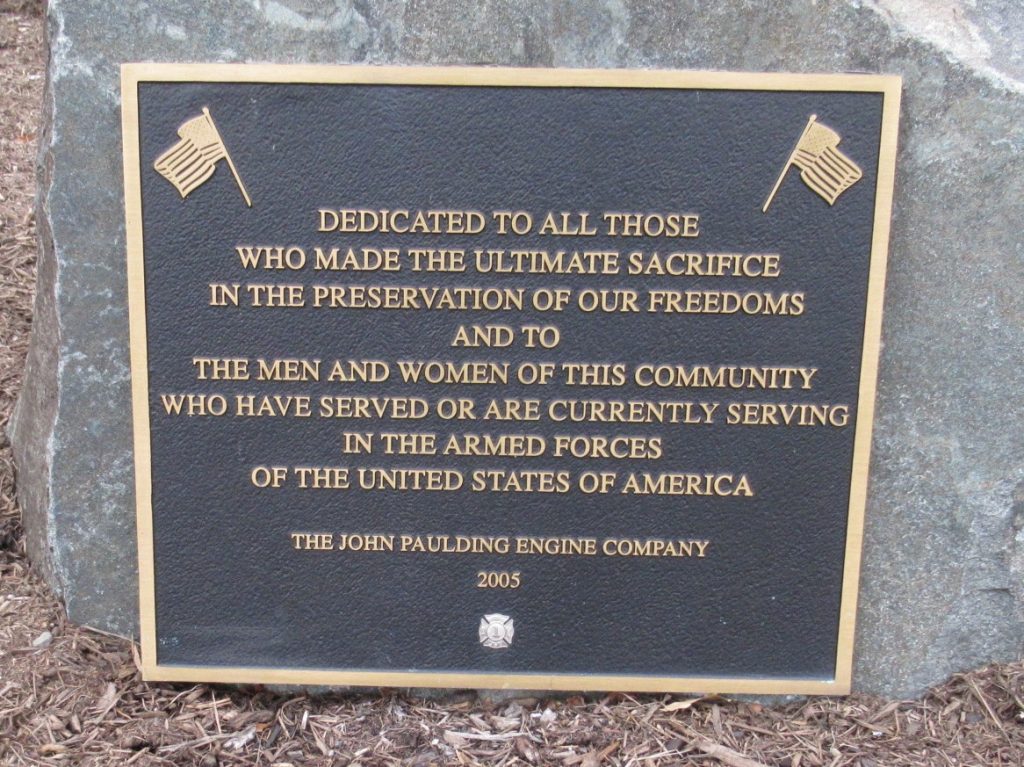 DEDICATED TO ALL THOSE
WHO MADE THE ULTIMATE SACRIFICE
IN THE PRESERVATION OF OUR FREEDOMS
AND TO
THE MEN AND WOMEN OF THIS COMMUNITY
WHO HAVE SERVED OR ARE CURRENTLY SERVING
IN THE ARMED FORCES
OF THE UNITED STATES OF AMERICA
THE JOHN PAULDING ENGINE COMPANY
2005
1